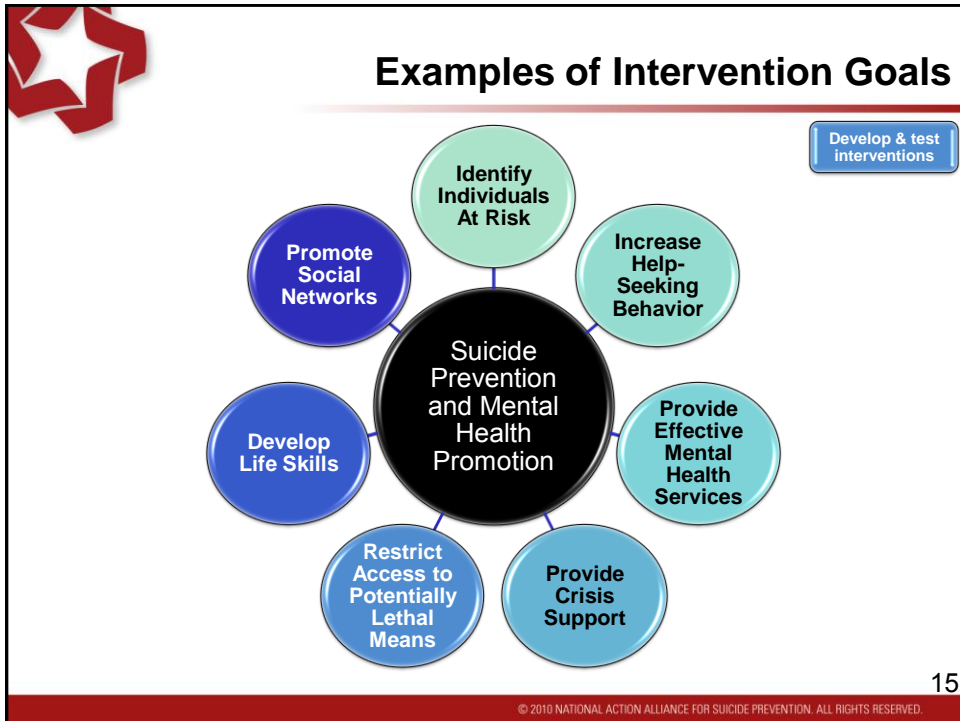 Examples of Intervention Goals
Develop & test
interventions
Identify
Individuals
At Risk
Increase
Help-
Seeking
Behavior
Provide
Effective
Mental
Health
Services
Provide
Crisis
Support
Restrict
Access to
Potentially
Lethal
Means
Develop
Life Skills
Promote
Social
Networks
Suicide
Prevention
and Mental
Health
Promotion
15
© 2010 NATIONAL ACTION ALLIANCE FOR SUICIDE PREVENTION. ALL RIGHTS RESERVED.